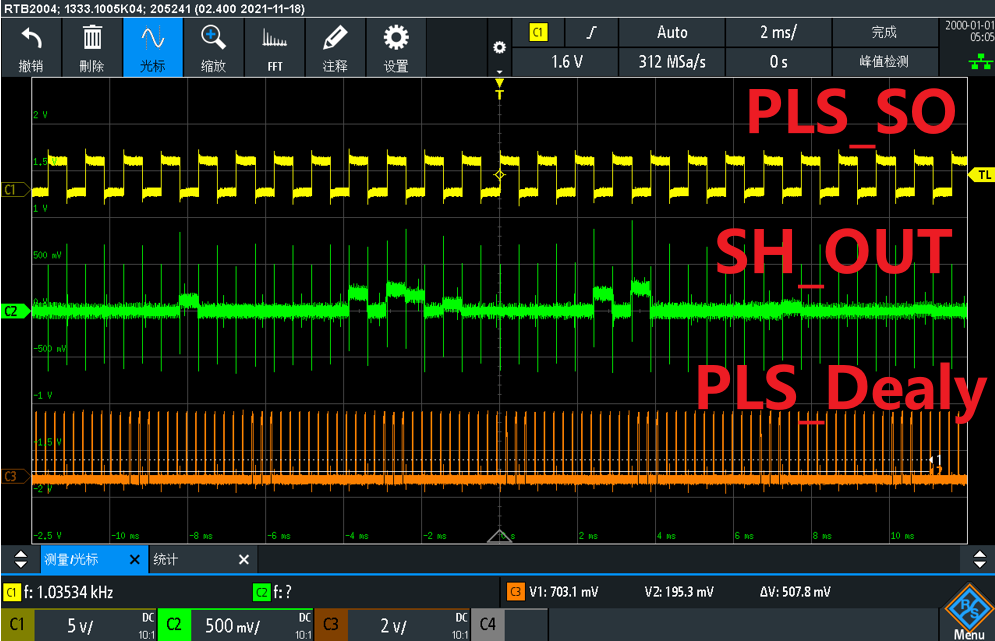 RTB2004; 1333.1005K04; 205241 (02.400 2021-11-18)
撤销 删除 光标 缩放 FFT 注释 设置
C1 Auto 2 ms/ 完成 2000-01-01
05:05
1.6 V 312 MSa/s 0 s 峰值检测
T
PLS_SO
2 V
1.5 V
C1
TL
1 V
SH_OUT
500 mV
C2
-500 mV
PLS_Dealy
-1 V
-1.5 V
1
C3
-2 V
-2.5 V -10 ms -8 ms -6 ms -4 ms -2 ms 0 s 2 ms 4 ms 6 ms 8 ms 10 ms
测量/光标 统计
C1 f: 1.03534 kHz C2 f: ? C3 V1: 703.1 mV V2: 195.3 mV ΔV: 507.8 mV
C1 5 V/ DC 10:1 C2 500 mV/ DC 10:1 C3 2 V/ DC 10:1 C4
R&S
Menu